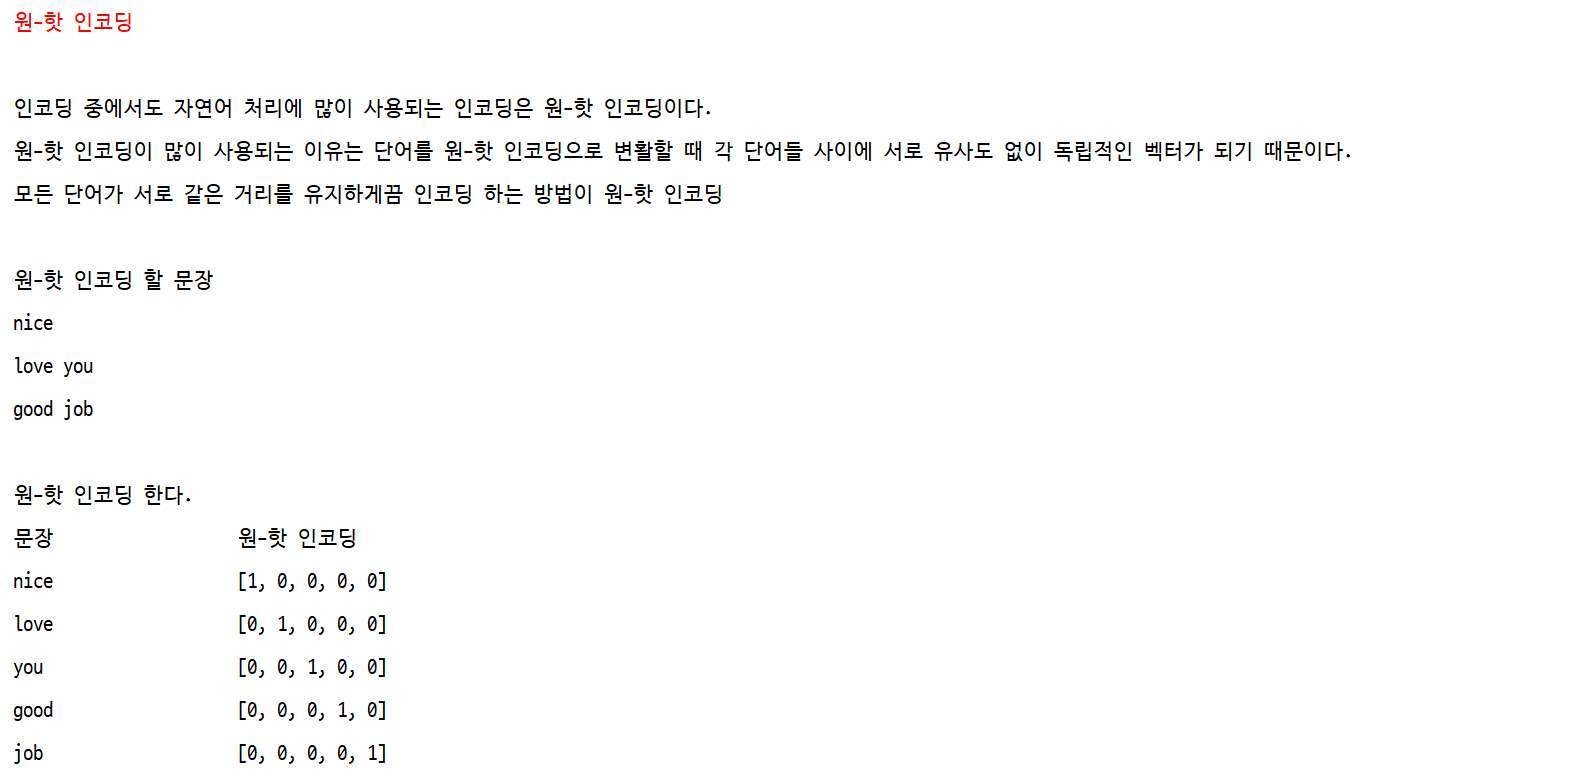 원-핫 인코딩
인코딩 중에서도 자연어 처리에 많이 사용되는 인코딩은 원-핫 인코딩이다.
원-핫 인코딩이 많이 사용되는 이유는 단어를 원-핫 인코딩으로 변활할 때 각 단어들 사이에 서로 유사도 없이 독립적인 벡터가 되기 때문이다.
모든 단어가 서로 같은 거리를 유지하게끔 인코딩 하는 방법이 원-핫 인코딩
원-핫 인코딩 할 문장
nice
love you
good job
원-핫 인코딩 한다.
문장 원-핫 인코딩
nice [1, 0, 0, 0, 0]
love [0, 1, 0, 0, 0]
you [0, 0, 1, 0, 0]
good [0, 0, 0, 1, 0]
job [0, 0, 0, 0, 1]